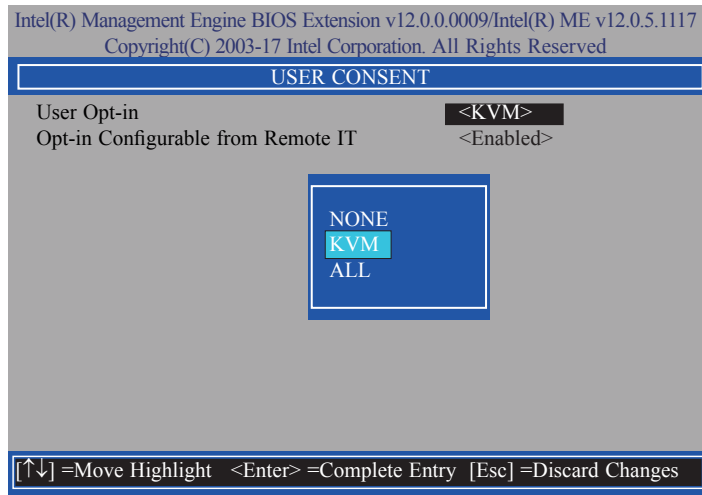 Intel(R) Management Engine BIOS Extension v12.0.0.0009/Intel(R) ME v12.0.5.1117
Copyright(C) 2003-17 Intel Corporation. All Rights Reserved
USER CONSENT
User Opt-in <KVM>
Opt-in Configurable from Remote IT <Enabled>
NONE
KVM
ALL
[↑↓] =Move Highlight <Enter> =Complete Entry [Esc] =Discard Changes